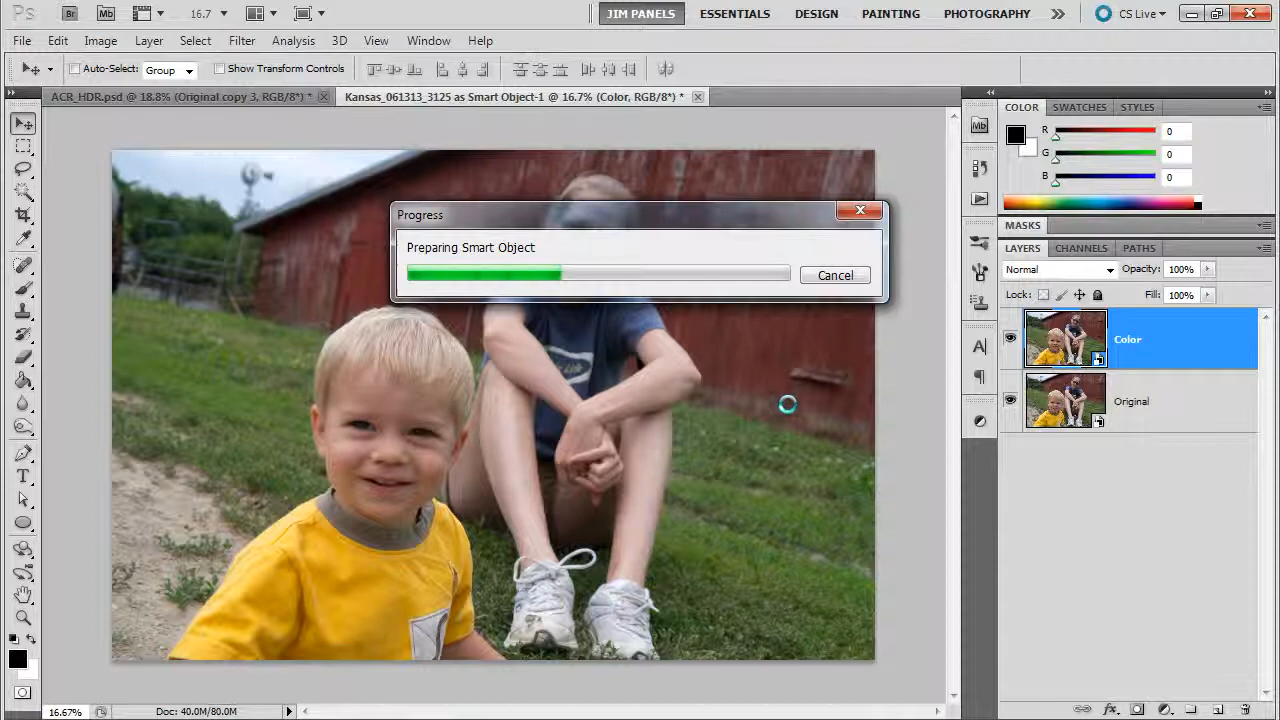 Ps Br Mb 16.7 JIM PANELS ESSENTIALS DESIGN PAINTING PHOTOGRAPHY CS Live
File Edit Image Layer Select Filter Analysis 3D View Window Help
Auto-Select: Group Show Transform Controls
ACR_HDR.psd @ 18.8% (Original copy 3, RGB/8*) * Kansas_061313_3125 as Smart Object-1 @ 16.7% (Color, RGB/8*) *
COLOR SWATCHES STYLES
Mb
R 0
G 0
B 0
Progress
Preparing Smart Object
Cancel
MASKS
LAYERS CHANNELS PATHS
Normal Opacity: 100%
Lock: Fill: 100%
Color
Original
A
T
fx
16.67% Doc: 40.0M/80.0M